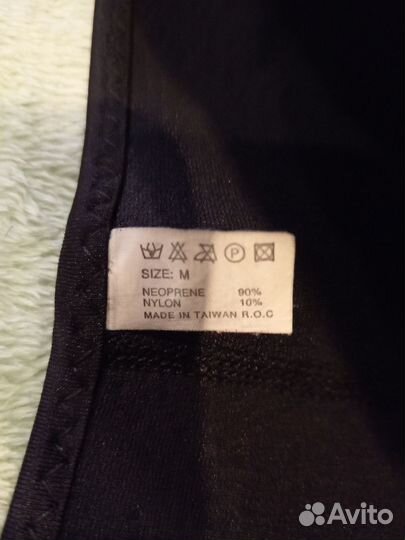 P
SIZE: M
NEOPRENE 90%
NYLON 10%
MADE IN TAIWAN R.O.C
Avito